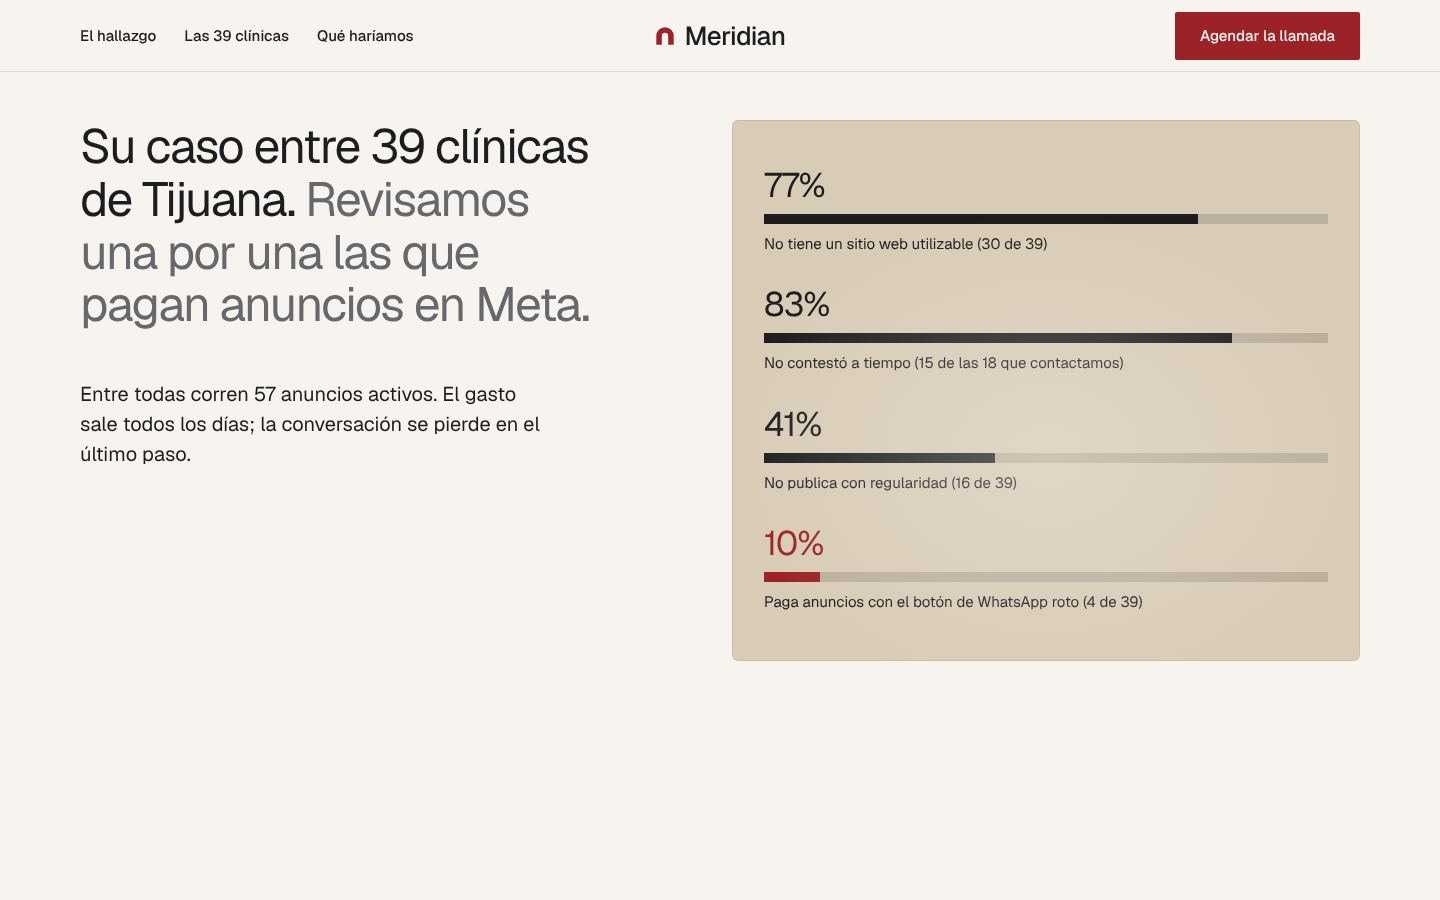 El hallazgo
Las 39 clínicas
Qué haríamos
Meridian
Agendar la llamada
Su caso entre 39 clínicas
de Tijuana. Revisamos
una por una las que
pagan anuncios en Meta.
Entre todas corren 57 anuncios activos. El gasto
sale todos los días; la conversación se pierde en el
último paso.
77%
No tiene un sitio web utilizable (30 de 39)
83%
No contestó a tiempo (15 de las 18 que contactamos)
41%
No publica con regularidad (16 de 39)
10%
Paga anuncios con el botón de WhatsApp roto (4 de 39)